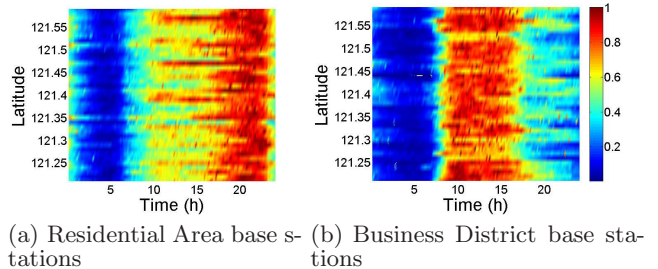 121.55
121.5
121.45
121.4
121.35
121.3
121.25
Latitude
5 10 15 20
Time (h)
121.55
121.5
121.45
121.4
121.35
121.3
121.25
Latitude
5 10 15 20
Time (h)
1
0.8
0.6
0.4
0.2
(a) Residential Area base s-
tations
(b) Business District base sta-
tions